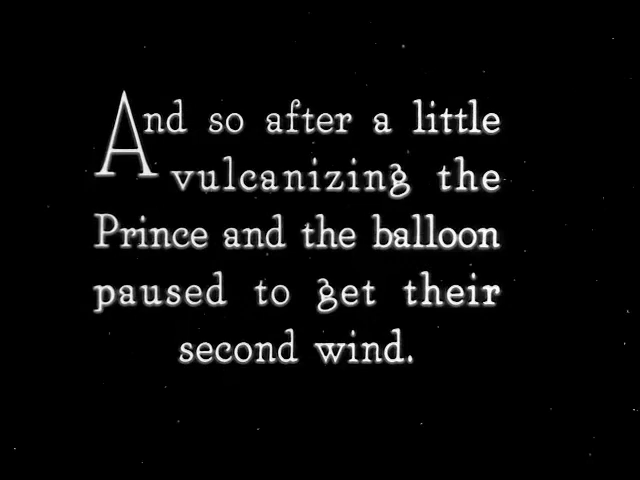 And so after a little
vulcanizing the
Prince and the balloon
paused to get their
second wind.